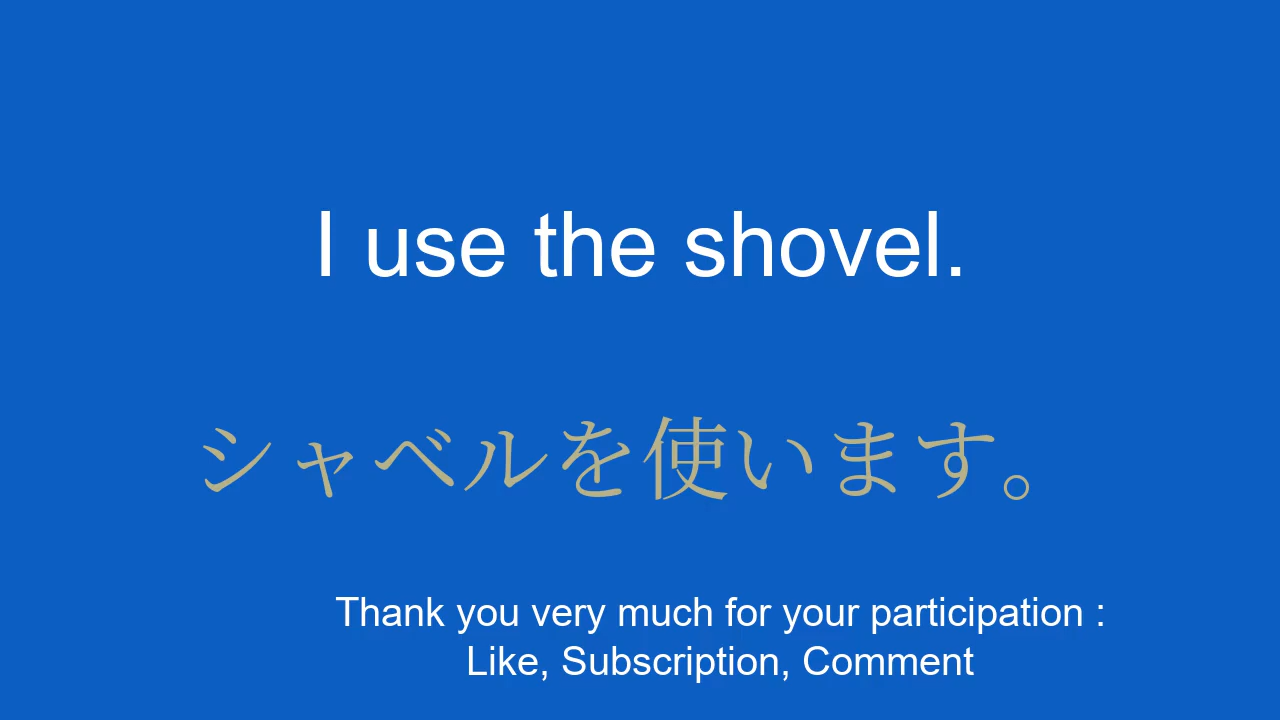 I use the shovel.
シャベルを使います。
Thank you very much for your participation :
Like, Subscription, Comment